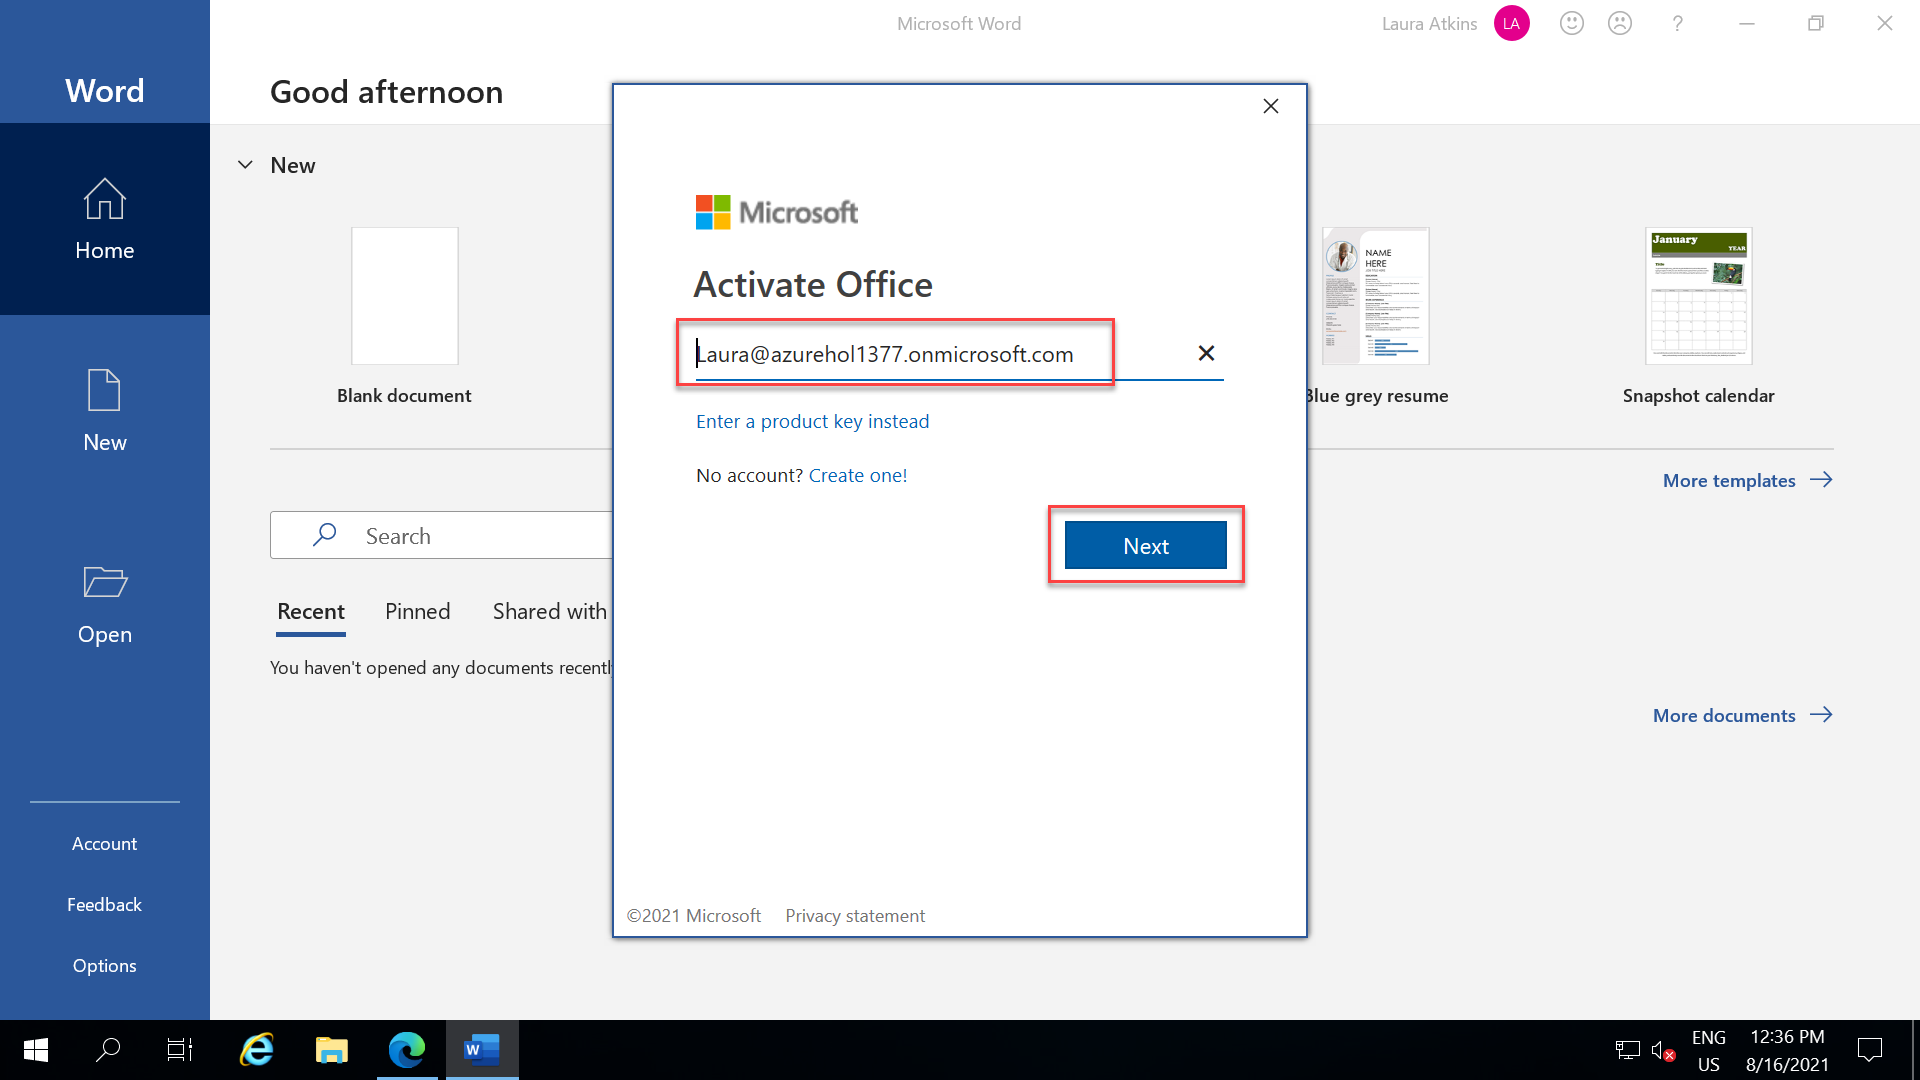 Microsoft Word
Laura Atkins
LA
?
Word
Good afternoon
Home
New
Open
Account
Feedback
Options
New
Blank document
NAME
HERE
Blue grey resume
January
YEAR
Title
Snapshot calendar
More templates
Search
Recent
Pinned
Shared with
You haven't opened any documents recently
More documents
Microsoft
Activate Office
Laura@azurehol1377.onmicrosoft.com
Enter a product key instead
No account? Create one!
Next
©2021 Microsoft
Privacy statement
W
ENG
US
12:36 PM
8/16/2021